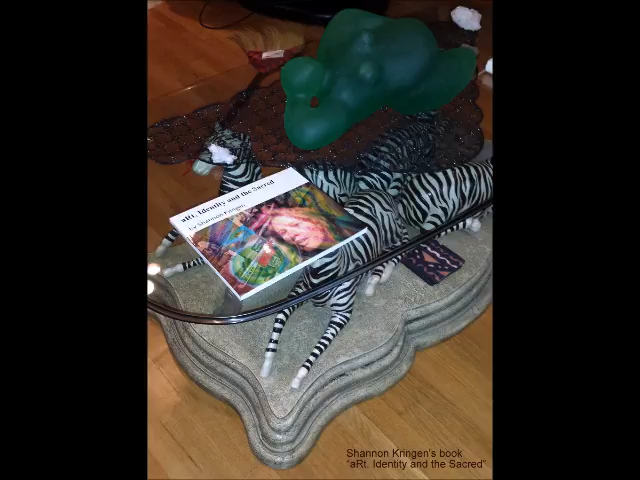 aRt, Identity and the Sacred
by Shannon Kringen
Shannon Kringen's book
"aRt. Identity and the Sacred"